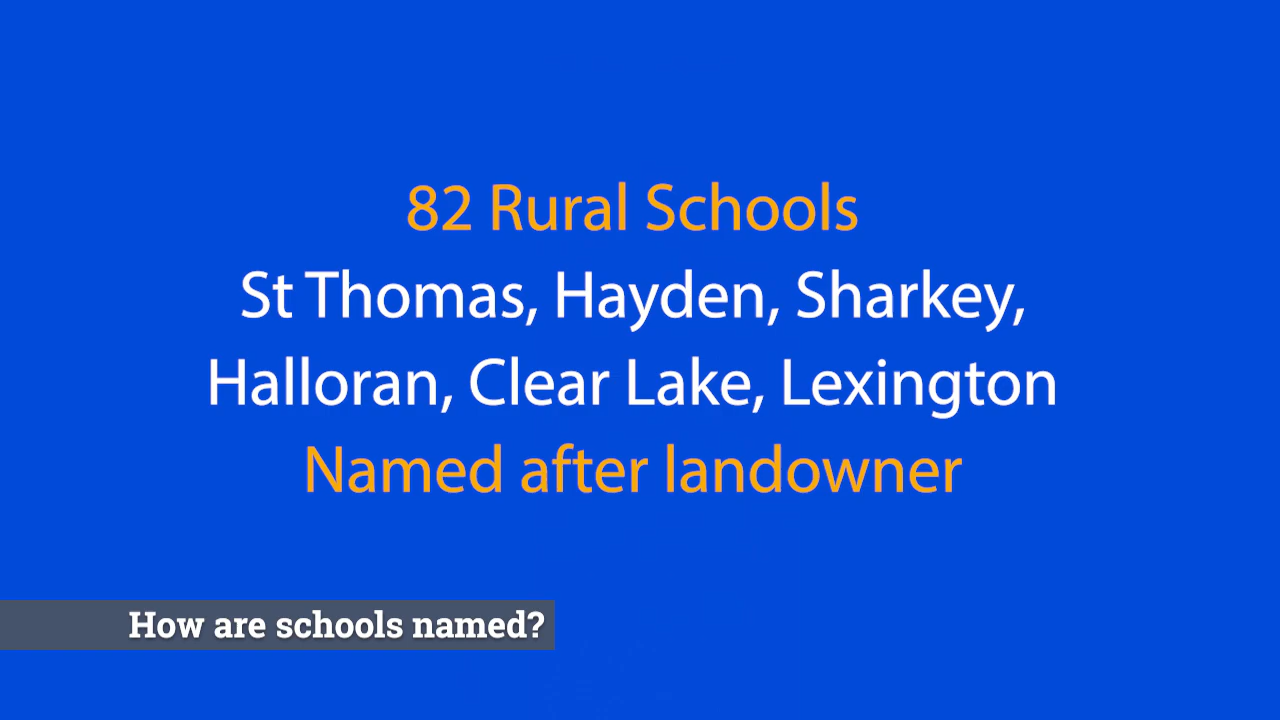 82 Rural Schools
St Thomas, Hayden, Sharkey,
Halloran, Clear Lake, Lexington
Named after landowner
How are schools named?